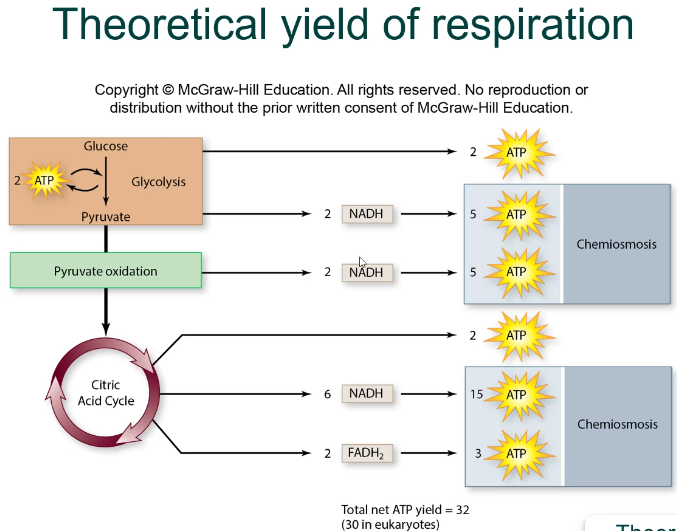 Theoretical yield of respiration
Copyright © McGraw-Hill Education. All rights reserved. No reproduction or
distribution without the prior written consent of McGraw-Hill Education.
Glucose
2 ATP
Glycolysis
Pyruvate
2 ATP
2 NADH
5 ATP
Chemiosmosis
Pyruvate oxidation
2 NADH
5 ATP
2 ATP
Citric
Acid Cycle
6 NADH
15 ATP
Chemiosmosis
2 FADH₂
3 ATP
Total net ATP yield = 32
(30 in eukaryotes)